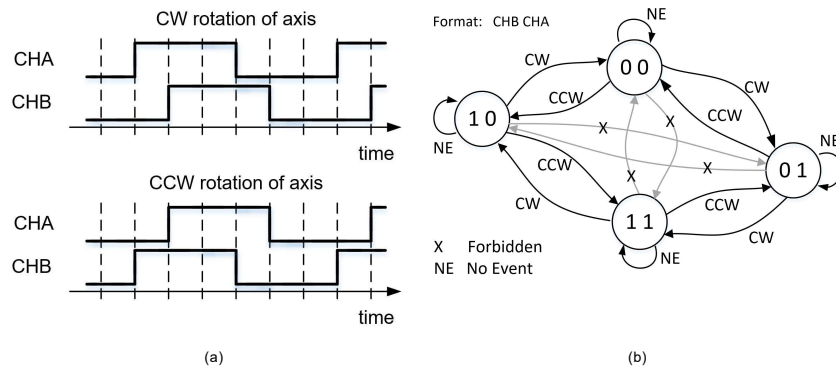 CW rotation of axis
CHA
CHB
time
CCW rotation of axis
CHA
CHB
time
(a)
Format: CHB CHA
NE
0 0
CW
CW
CCW
CCW
1 0
X
X
NE
X
X
NE
0 1
CCW
CCW
CW
CW
1 1
NE
X Forbidden
NE No Event
(b)